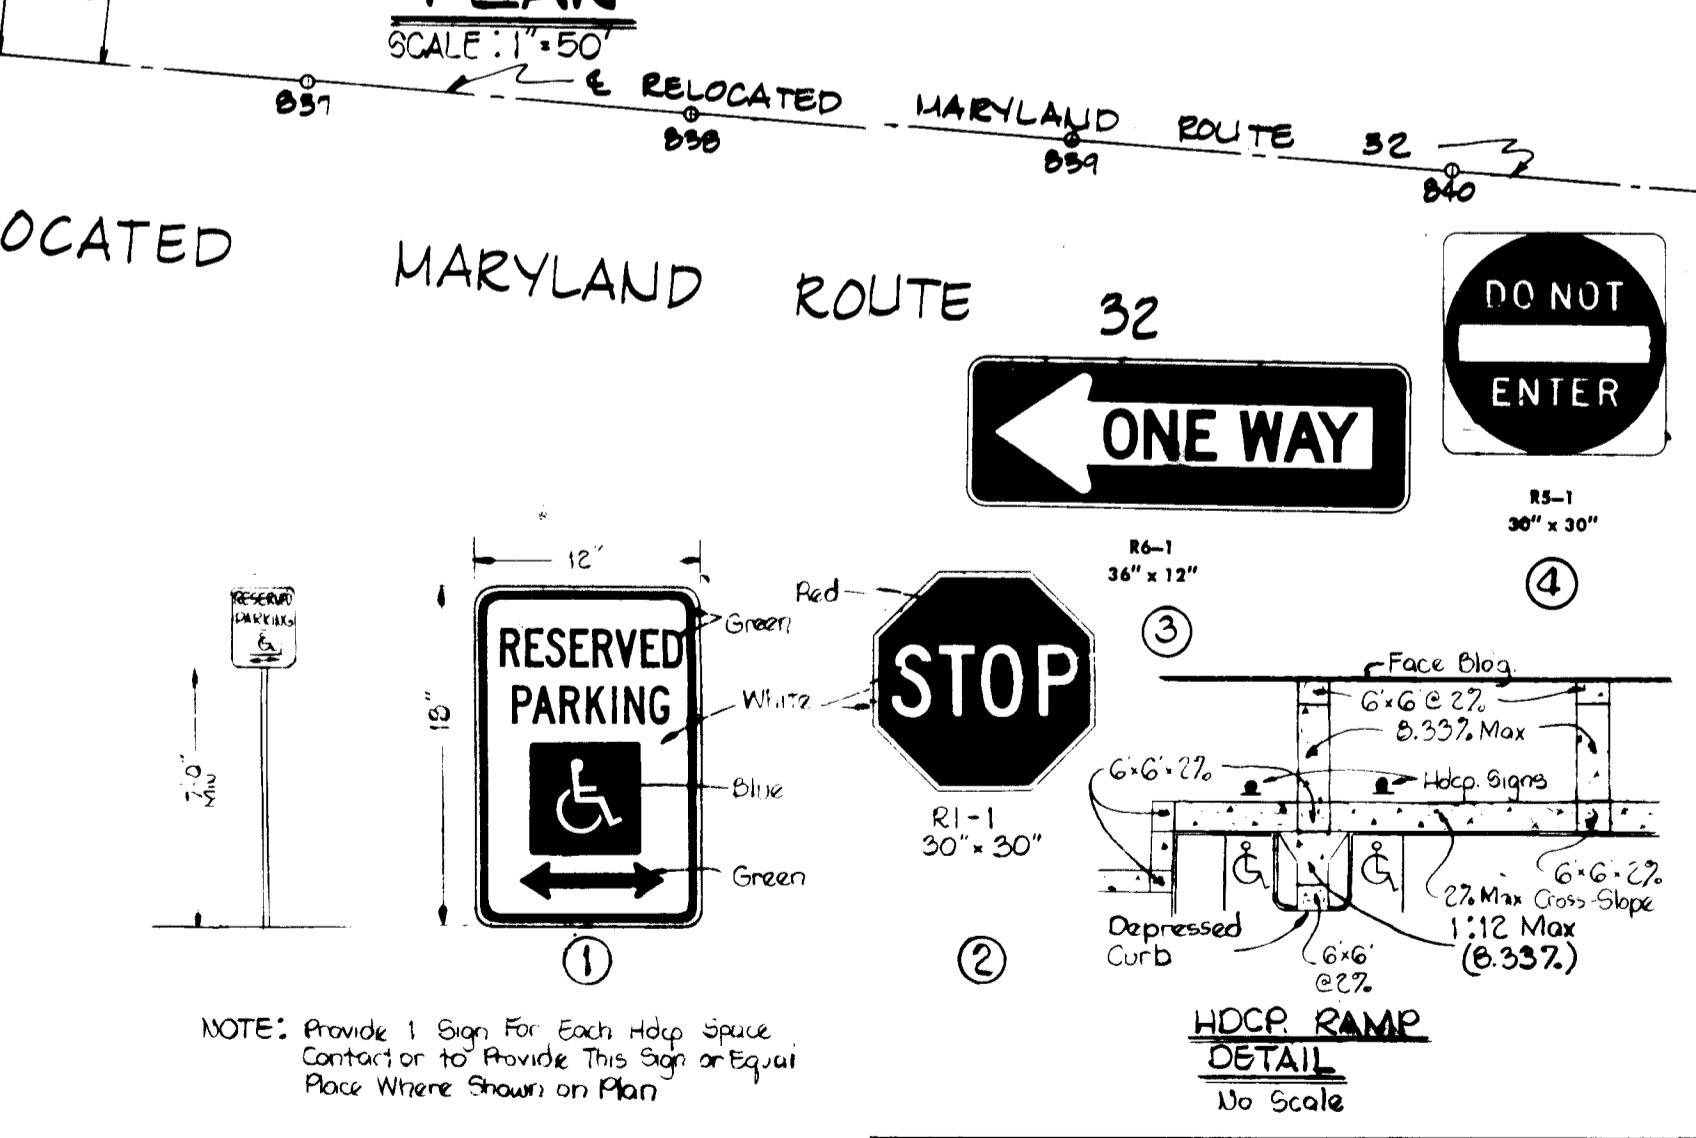 PLAN
SCALE : 1" = 50'
837
℄ RELOCATED MARYLAND ROUTE 32
838
839
840
OCATED MARYLAND ROUTE 32
DO NOT
ENTER
R5-1
30" x 30"
4
ONE WAY
R6-1
36" x 12"
3
RESERVED
PARKING
7'-0"
MIN
12"
18"
RESERVED
PARKING
Green
White
Blue
Green
1
Red
STOP
R1-1
30" x 30"
2
Face Bldg.
6'x6' @ 2%
8.33% Max
6'x6'-2%
Hdcp. Signs
6'x6'-2%
2% Max Cross-Slope
1:12 Max
(8.33%)
Depressed
Curb
6'x6'
@2%
HDCP. RAMP
DETAIL
No Scale
NOTE: Provide 1 Sign For Each Hdcp Space
Contactor to Provide This Sign or Equal
Place Where Shown on Plan